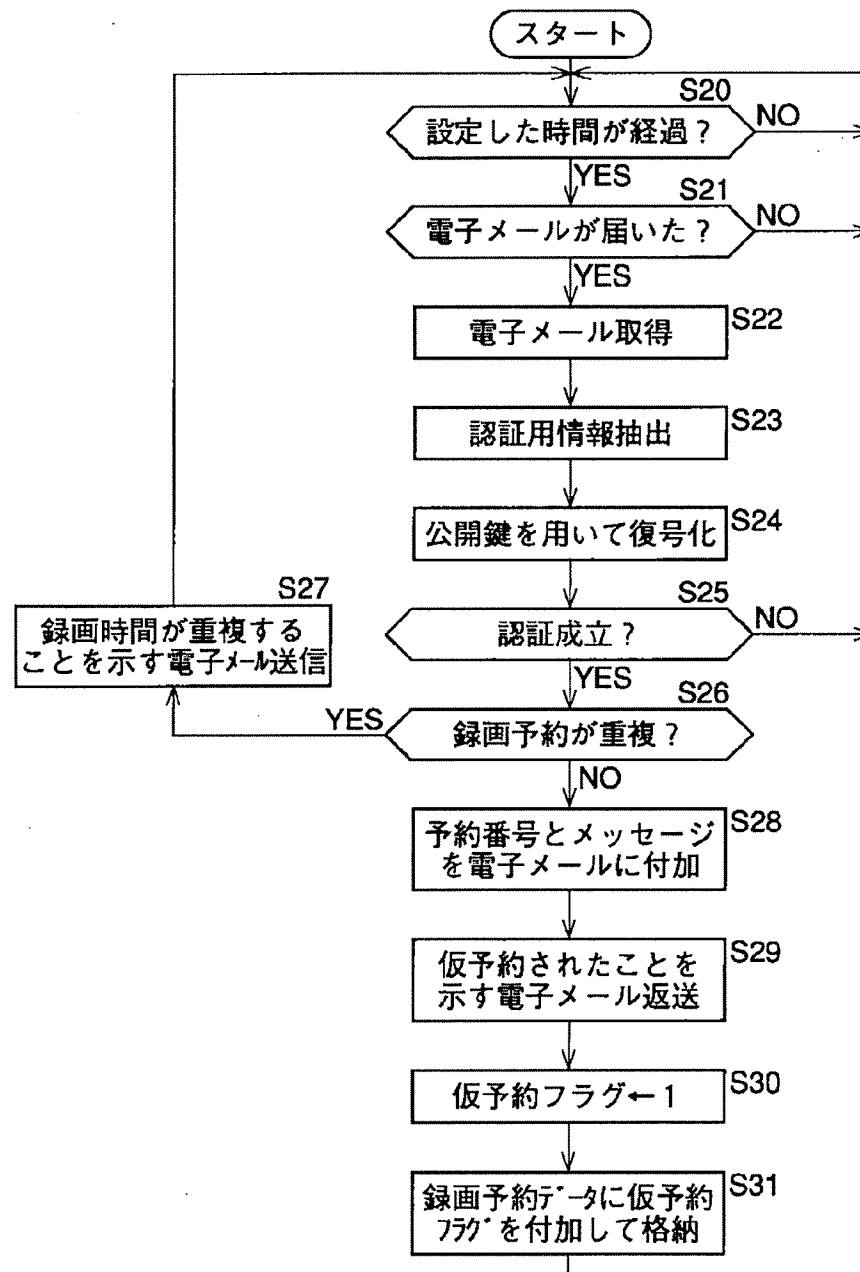 スタート
S20
設定した時間が経過?
NO
YES
S21
電子メールが届いた?
NO
YES
電子メール取得
S22
認証用情報抽出
S23
公開鍵を用いて復号化
S24
S25
認証成立?
NO
YES
S26
録画予約が重複?
YES
NO
S27
録画時間が重複する
ことを示す電子メール送信
予約番号とメッセージ
を電子メールに付加
S28
仮予約されたことを
示す電子メール返送
S29
仮予約フラグ←1
S30
録画予約データに仮予約
フラグを付加して格納
S31